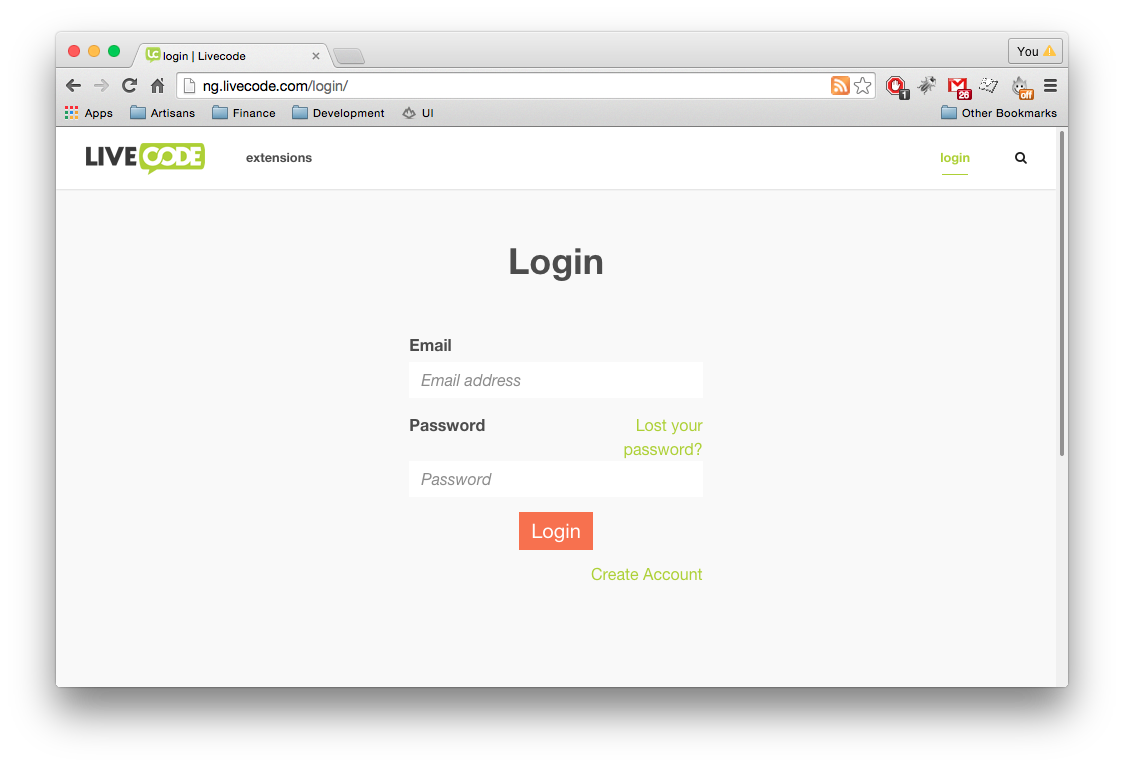 login | Livecode
You
ng.livecode.com/login/
1
26
off
Apps Artisans Finance Development UI Other Bookmarks
LIVECODE extensions login
Login
Email
Email address
Password Lost your
password?
Password
Login
Create Account